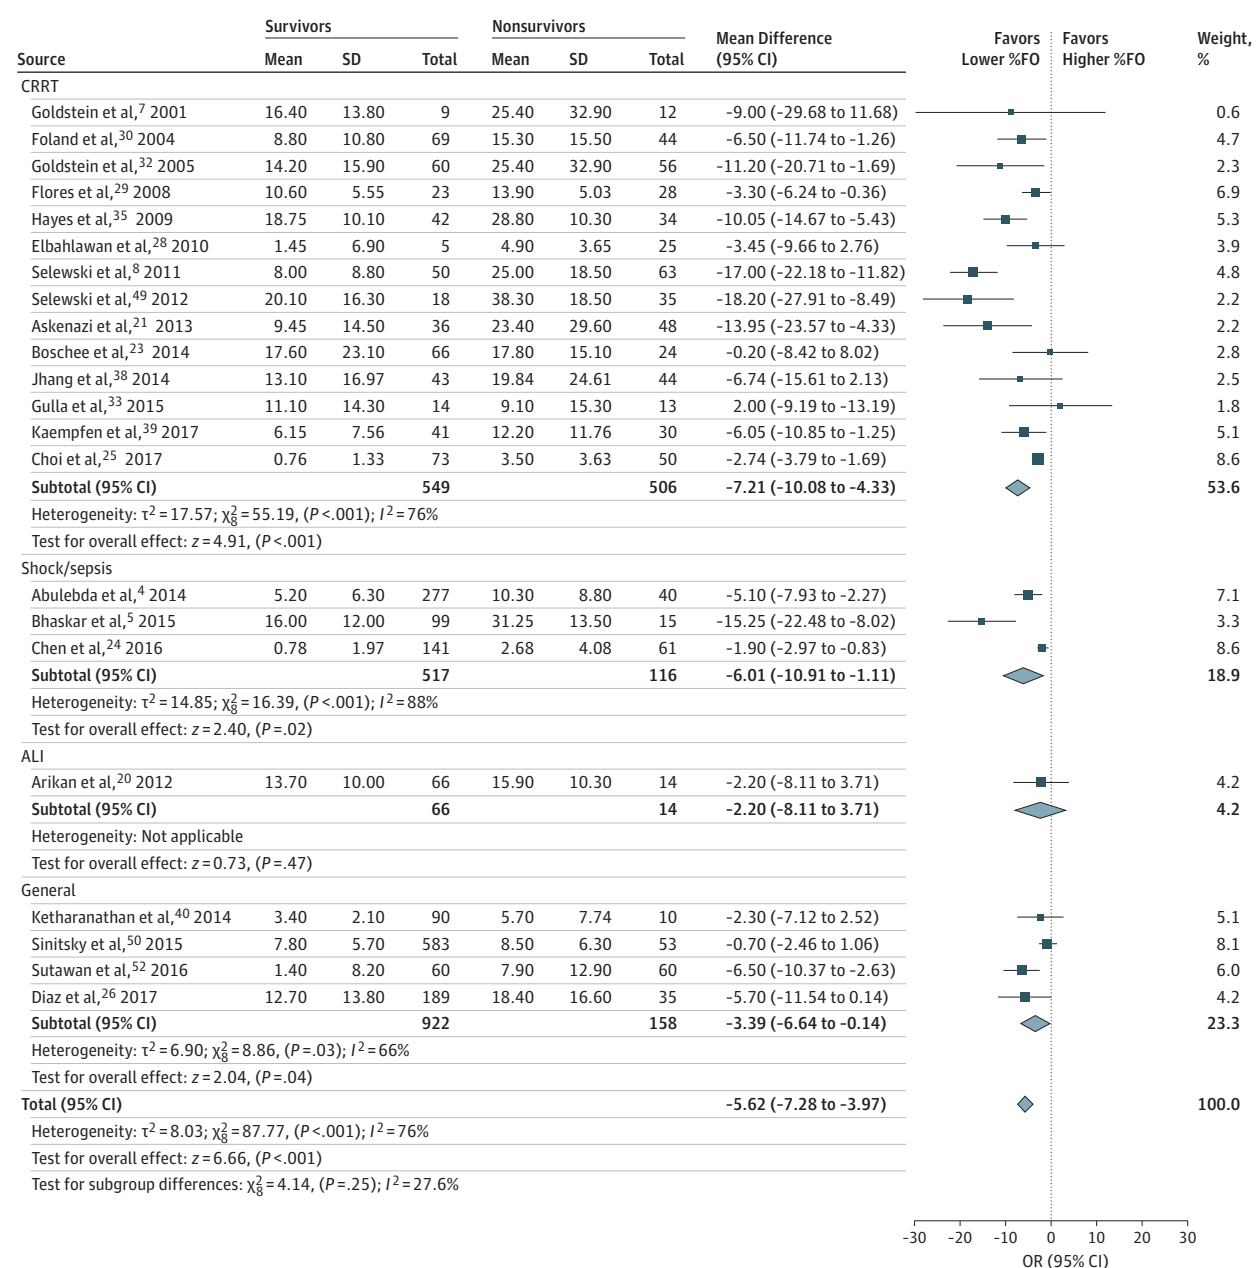 Survivors Nonsurvivors Mean Difference (95% CI) Favors Lower %FO Favors Higher %FO Weight, %
Source Mean SD Total Mean SD Total
CRRT
Goldstein et al,7 2001 16.40 13.80 9 25.40 32.90 12 -9.00 (-29.68 to 11.68) 0.6
Foland et al,30 2004 8.80 10.80 69 15.30 15.50 44 -6.50 (-11.74 to -1.26) 4.7
Goldstein et al,32 2005 14.20 15.90 60 25.40 32.90 56 -11.20 (-20.71 to -1.69) 2.3
Flores et al,29 2008 10.60 5.55 23 13.90 5.03 28 -3.30 (-6.24 to -0.36) 6.9
Hayes et al,35 2009 18.75 10.10 42 28.80 10.30 34 -10.05 (-14.67 to -5.43) 5.3
Elbahlawan et al,28 2010 1.45 6.90 5 4.90 3.65 25 -3.45 (-9.66 to 2.76) 3.9
Selewski et al,8 2011 8.00 8.80 50 25.00 18.50 63 -17.00 (-22.18 to -11.82) 4.8
Selewski et al,49 2012 20.10 16.30 18 38.30 18.50 35 -18.20 (-27.91 to -8.49) 2.2
Askenazi et al,21 2013 9.45 14.50 36 23.40 29.60 48 -13.95 (-23.57 to -4.33) 2.2
Boschee et al,23 2014 17.60 23.10 66 17.80 15.10 24 -0.20 (-8.42 to 8.02) 2.8
Jhang et al,38 2014 13.10 16.97 43 19.84 24.61 44 -6.74 (-15.61 to 2.13) 2.5
Gulla et al,33 2015 11.10 14.30 14 9.10 15.30 13 2.00 (-9.19 to -13.19) 1.8
Kaempfen et al,39 2017 6.15 7.56 41 12.20 11.76 30 -6.05 (-10.85 to -1.25) 5.1
Choi et al,25 2017 0.76 1.33 73 3.50 3.63 50 -2.74 (-3.79 to -1.69) 8.6
Subtotal (95% CI) 549 506 -7.21 (-10.08 to -4.33) 53.6
Heterogeneity: τ2 = 17.57; χ28 = 55.19, (P <.001); I2 = 76%
Test for overall effect: z = 4.91, (P <.001)
Shock/sepsis
Abulebda et al,4 2014 5.20 6.30 277 10.30 8.80 40 -5.10 (-7.93 to -2.27) 7.1
Bhaskar et al,5 2015 16.00 12.00 99 31.25 13.50 15 -15.25 (-22.48 to -8.02) 3.3
Chen et al,24 2016 0.78 1.97 141 2.68 4.08 61 -1.90 (-2.97 to -0.83) 8.6
Subtotal (95% CI) 517 116 -6.01 (-10.91 to -1.11) 18.9
Heterogeneity: τ2 = 14.85; χ28 = 16.39, (P <.001); I2 = 88%
Test for overall effect: z = 2.40, (P =.02)
ALI
Arikan et al,20 2012 13.70 10.00 66 15.90 10.30 14 -2.20 (-8.11 to 3.71) 4.2
Subtotal (95% CI) 66 14 -2.20 (-8.11 to 3.71) 4.2
Heterogeneity: Not applicable
Test for overall effect: z = 0.73, (P =.47)
General
Ketharanathan et al,40 2014 3.40 2.10 90 5.70 7.74 10 -2.30 (-7.12 to 2.52) 5.1
Sinitsky et al,50 2015 7.80 5.70 583 8.50 6.30 53 -0.70 (-2.46 to 1.06) 8.1
Sutawan et al,52 2016 1.40 8.20 60 7.90 12.90 60 -6.50 (-10.37 to -2.63) 6.0
Diaz et al,26 2017 12.70 13.80 189 18.40 16.60 35 -5.70 (-11.54 to 0.14) 4.2
Subtotal (95% CI) 922 158 -3.39 (-6.64 to -0.14) 23.3
Heterogeneity: τ2 = 6.90; χ28 = 8.86, (P =.03); I2 = 66%
Test for overall effect: z = 2.04, (P =.04)
Total (95% CI) -5.62 (-7.28 to -3.97) 100.0
Heterogeneity: τ2 = 8.03; χ28 = 87.77, (P <.001); I2 = 76%
Test for overall effect: z = 6.66, (P <.001)
Test for subgroup differences: χ28 = 4.14, (P =.25); I2 = 27.6%
-30 -20 -10 0 10 20 30
OR (95% CI)